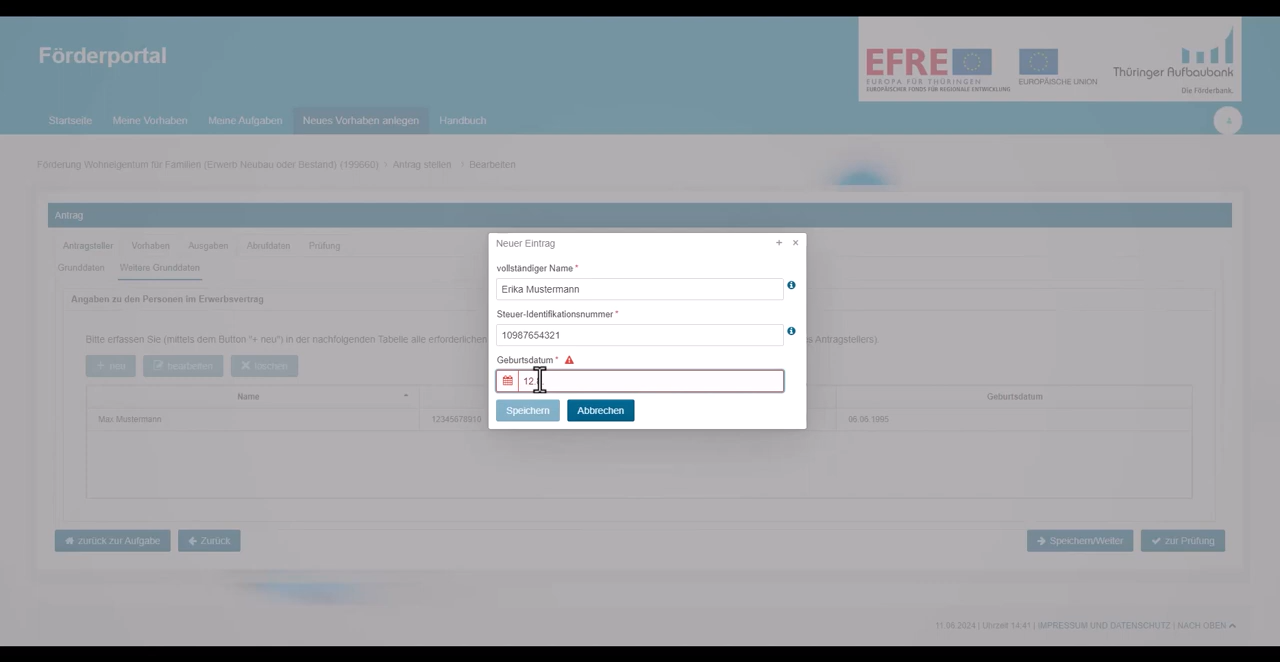 Förderportal
EFRE
EUROPA FÜR THÜRINGEN
EUROPÄISCHER FONDS FÜR REGIONALE ENTWICKLUNG
EUROPÄISCHE UNION
Thüringer Aufbaubank
Die Förderbank.
Startseite Meine Vorhaben Meine Aufgaben Neues Vorhaben anlegen Handbuch
Förderung Wohneigentum für Familien (Erwerb Neubau oder Bestand) (199660) > Antrag stellen > Bearbeiten
Antrag
Antragsteller Vorhaben Ausgaben Abrufdaten Prüfung
Grunddaten Weitere Grunddaten
Angaben zu den Personen im Erwerbsvertrag
Bitte erfassen Sie (mittels dem Button "+ neu") in der nachfolgenden Tabelle alle erforderlichen
s Antragstellers)
+ neu bearbeiten löschen
Name Geburtsdatum
Max Mustermann 12345678910 06.06.1995
Neuer Eintrag
vollständiger Name *
Erika Mustermann
Steuer-Identifikationsnummer *
10987654321
Geburtsdatum *
12.
Speichern Abbrechen
zurück zur Aufgabe Zurück Speichern/Weiter zur Prüfung
11.06.2024 | Uhrzeit 14:41 | IMPRESSUM UND DATENSCHUTZ | NACH OBEN